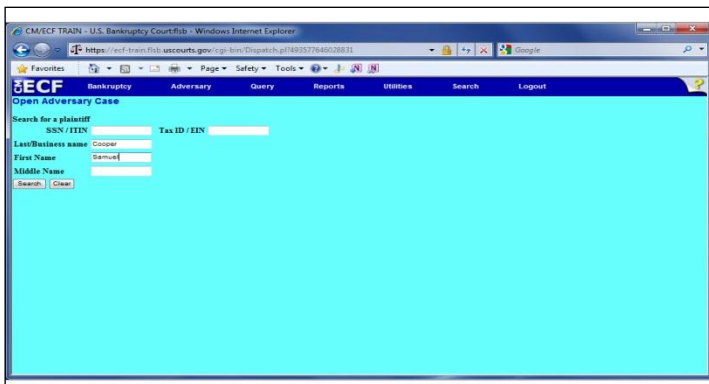 CM/ECF TRAIN - U.S. Bankruptcy Court:flsb - Windows Internet Explorer
https://ecf-train.flsb.uscourts.gov/cgi-bin/Dispatch.pl?492577646028831
Google
Favorites Page Safety Tools
CM ECF Bankruptcy Adversary Query Reports Utilities Search Logout ?
Open Adversary Case
Search for a plaintiff
SSN / ITIN Tax ID / EIN
Last/Business name Cooper
First Name Samuel
Middle Name
Search Clear